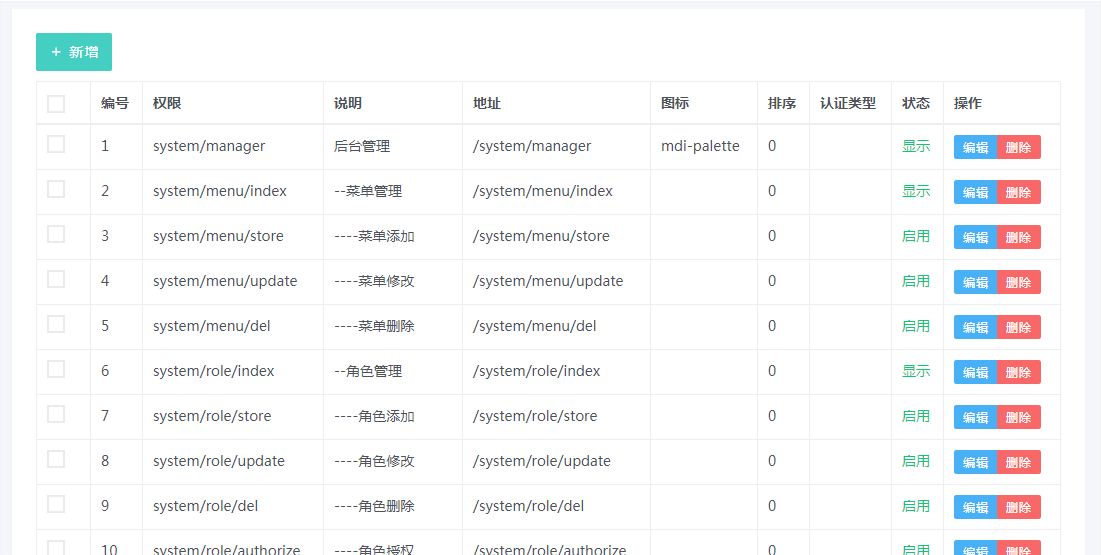 + 新增
编号 权限 说明 地址 图标 排序 认证类型 状态 操作
1 system/manager 后台管理 /system/manager mdi-palette 0 显示 编辑 删除
2 system/menu/index --菜单管理 /system/menu/index 0 显示 编辑 删除
3 system/menu/store ----菜单添加 /system/menu/store 0 启用 编辑 删除
4 system/menu/update ----菜单修改 /system/menu/update 0 启用 编辑 删除
5 system/menu/del ----菜单删除 /system/menu/del 0 启用 编辑 删除
6 system/role/index --角色管理 /system/role/index 0 显示 编辑 删除
7 system/role/store ----角色添加 /system/role/store 0 启用 编辑 删除
8 system/role/update ----角色修改 /system/role/update 0 启用 编辑 删除
9 system/role/del ----角色删除 /system/role/del 0 启用 编辑 删除
10 system/role/authorize ----角色授权 /system/role/authorize 0 启用 编辑 删除